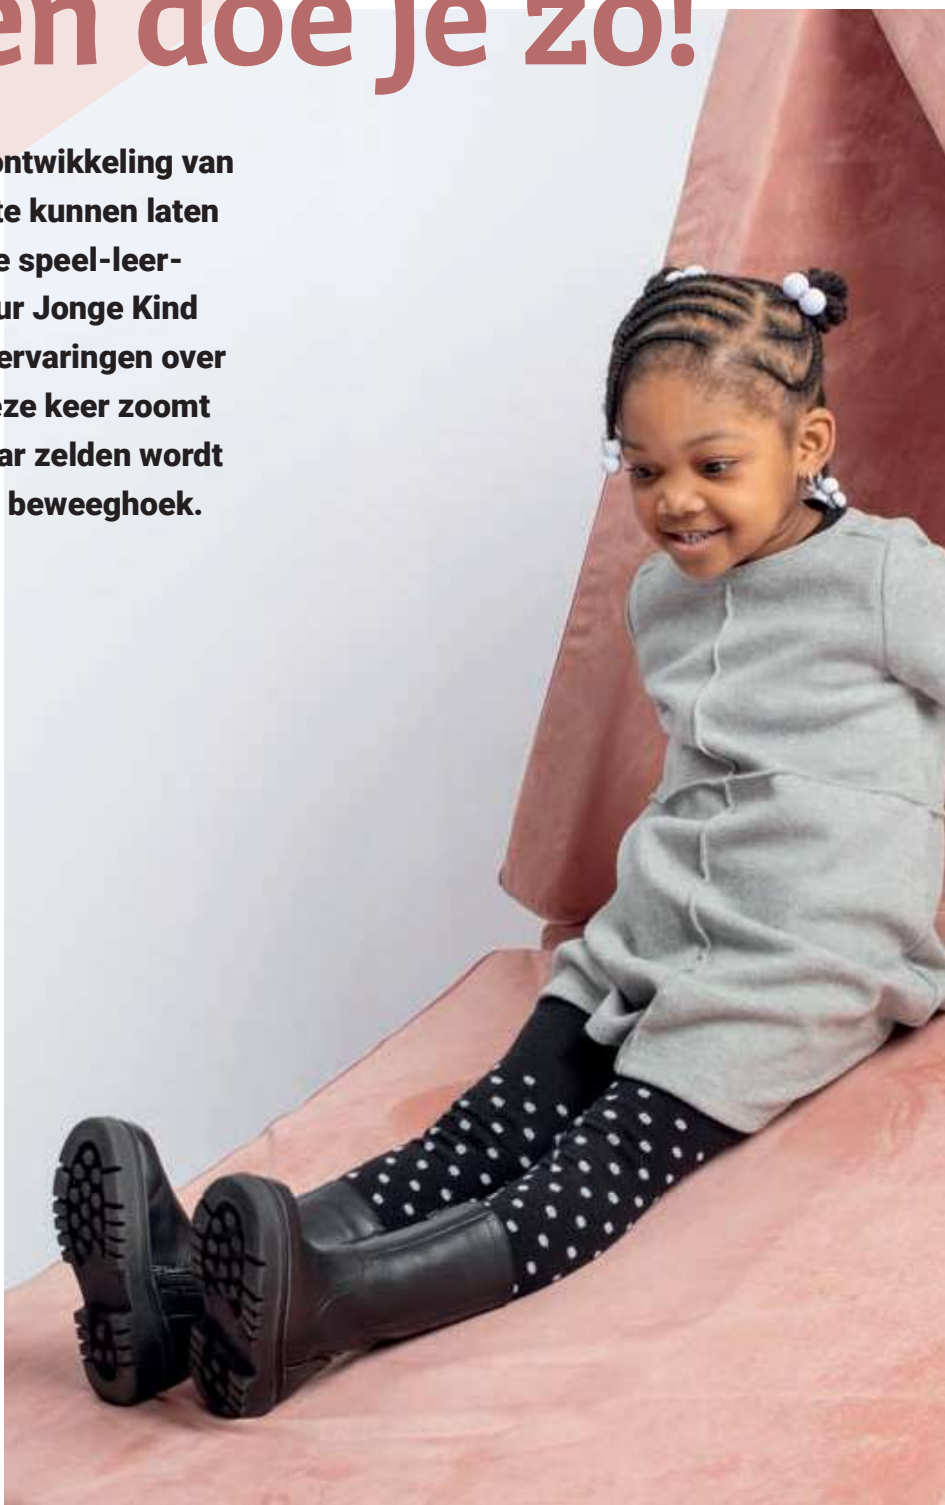 en doe je zo!
ontwikkeling van
te kunnen laten
e speel-leer-
ur Jonge Kind
ervaringen over
eze keer zoomt
ar zelden wordt
beweeghoek.